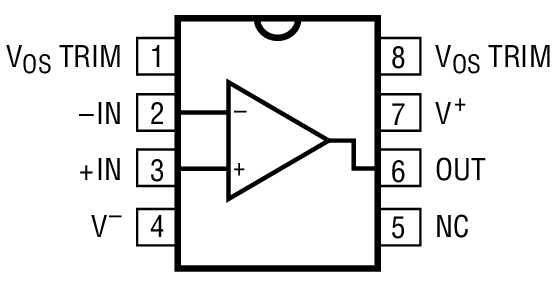 VOS TRIM 1 8 VOS TRIM
–IN 2 – 7 V+
+IN 3 + 6 OUT
V– 4 5 NC